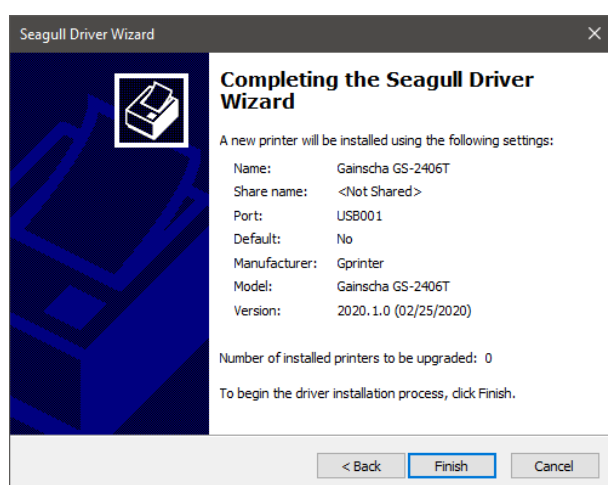 Seagull Driver Wizard
Completing the Seagull Driver
Wizard
A new printer will be installed using the following settings:
Name: Gainscha GS-2406T
Share name: <Not Shared>
Port: USB001
Default: No
Manufacturer: Gprinter
Model: Gainscha GS-2406T
Version: 2020.1.0 (02/25/2020)
Number of installed printers to be upgraded: 0
To begin the driver installation process, click Finish.
< Back Finish Cancel